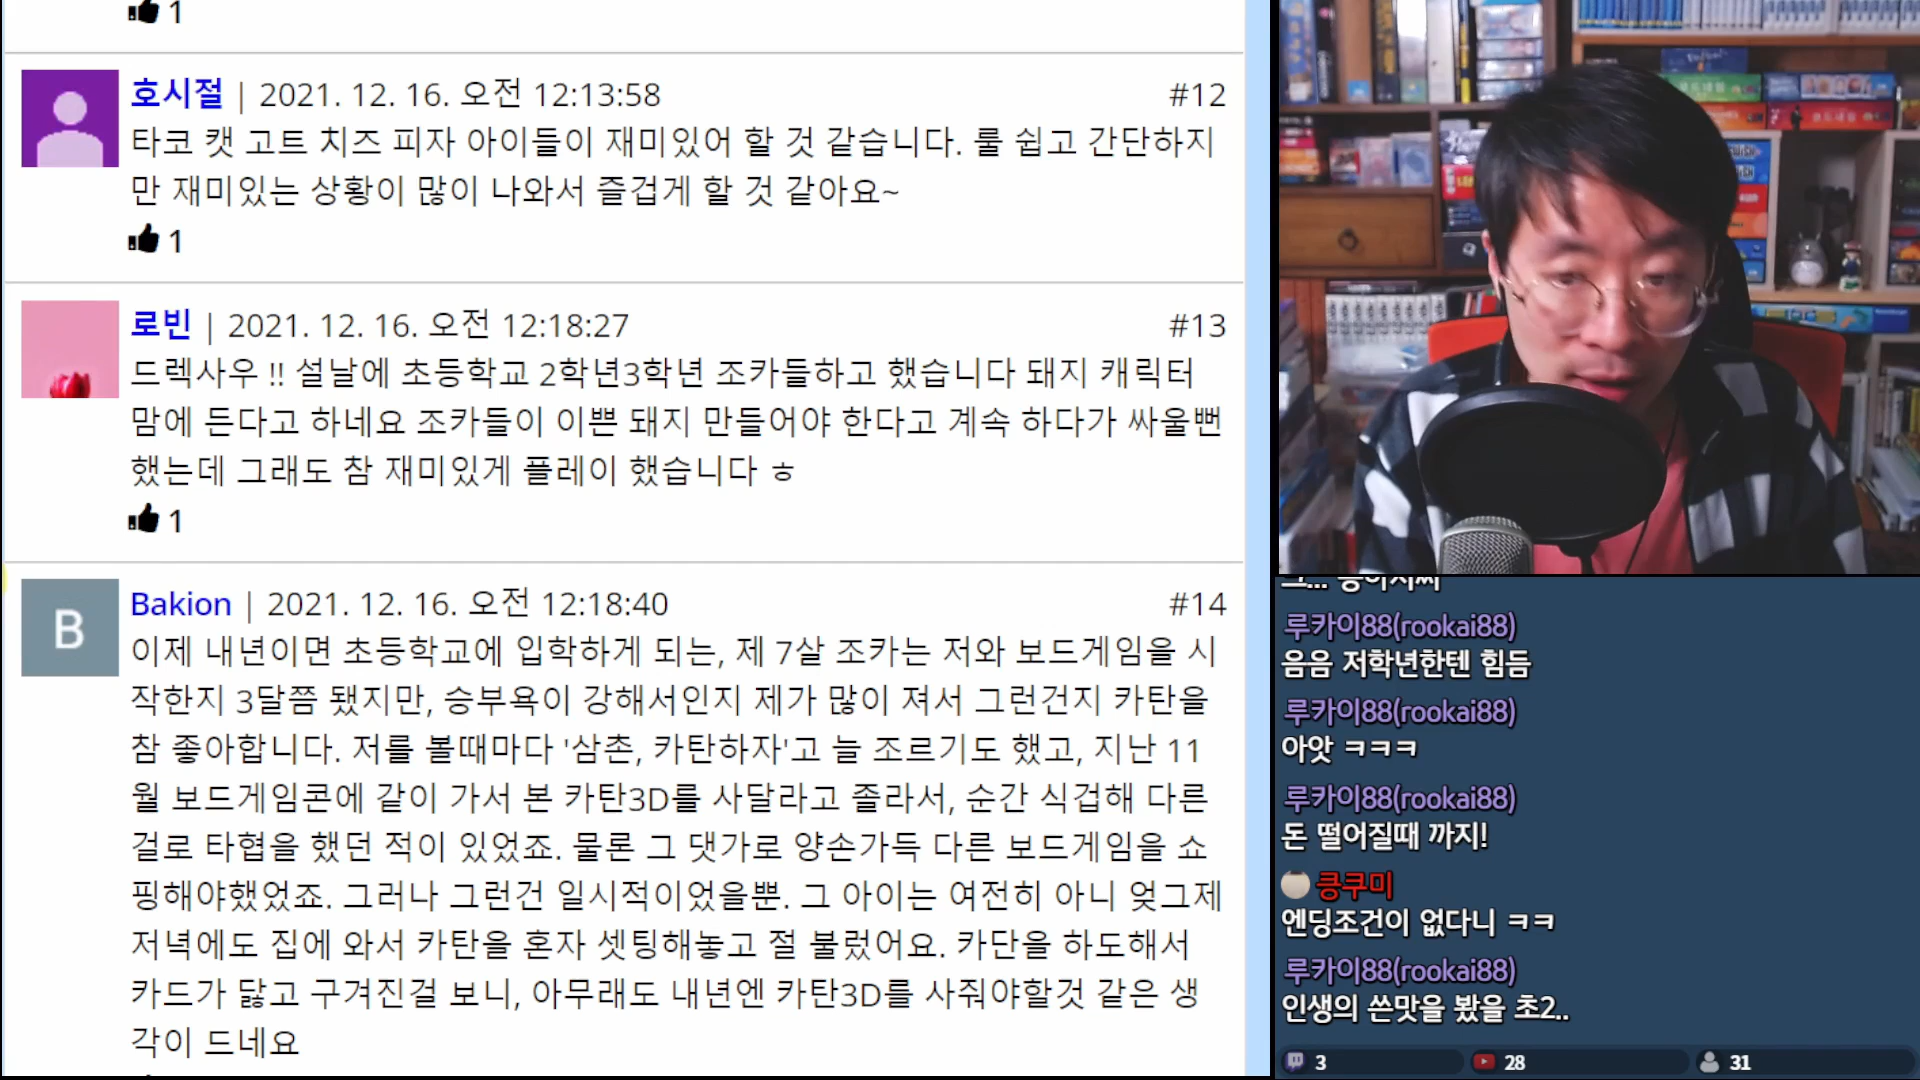 1
호시절 | 2021. 12. 16. 오전 12:13:58 #12
타코 캣 고트 치즈 피자 아이들이 재미있어 할 것 같습니다. 룰 쉽고 간단하지
만 재미있는 상황이 많이 나와서 즐겁게 할 것 같아요~
1
로빈 | 2021. 12. 16. 오전 12:18:27 #13
드렉사우 !! 설날에 초등학교 2학년3학년 조카들하고 했습니다 돼지 캐릭터
맘에 든다고 하네요 조카들이 이쁜 돼지 만들어야 한다고 계속 하다가 싸울뻔
했는데 그래도 참 재미있게 플레이 했습니다 ㅎ
1
B
Bakion | 2021. 12. 16. 오전 12:18:40 #14
이제 내년이면 초등학교에 입학하게 되는, 제 7살 조카는 저와 보드게임을 시
작한지 3달쯤 됐지만, 승부욕이 강해서인지 제가 많이 져서 그런건지 카탄을
참 좋아합니다. 저를 볼때마다 '삼촌, 카탄하자'고 늘 조르기도 했고, 지난 11
월 보드게임콘에 같이 가서 본 카탄3D를 사달라고 졸라서, 순간 식겁해 다른
걸로 타협을 했던 적이 있었죠. 물론 그 댓가로 양손가득 다른 보드게임을 쇼
핑해야했었죠. 그러나 그런건 일시적이었을뿐. 그 아이는 여전히 아니 엊그제
저녁에도 집에 와서 카탄을 혼자 셋팅해놓고 절 불렀어요. 카단을 하도해서
카드가 닳고 구겨진걸 보니, 아무래도 내년엔 카탄3D를 사줘야할것 같은 생
각이 드네요
루카이88(rookai88)
음음 저학년한텐 힘듬
루카이88(rookai88)
아앗 ㅋㅋㅋ
루카이88(rookai88)
돈 떨어질때 까지!
킁쿠미
엔딩조건이 없다니 ㅋㅋ
루카이88(rookai88)
인생의 쓴맛을 봤을 초2..
3 28 31